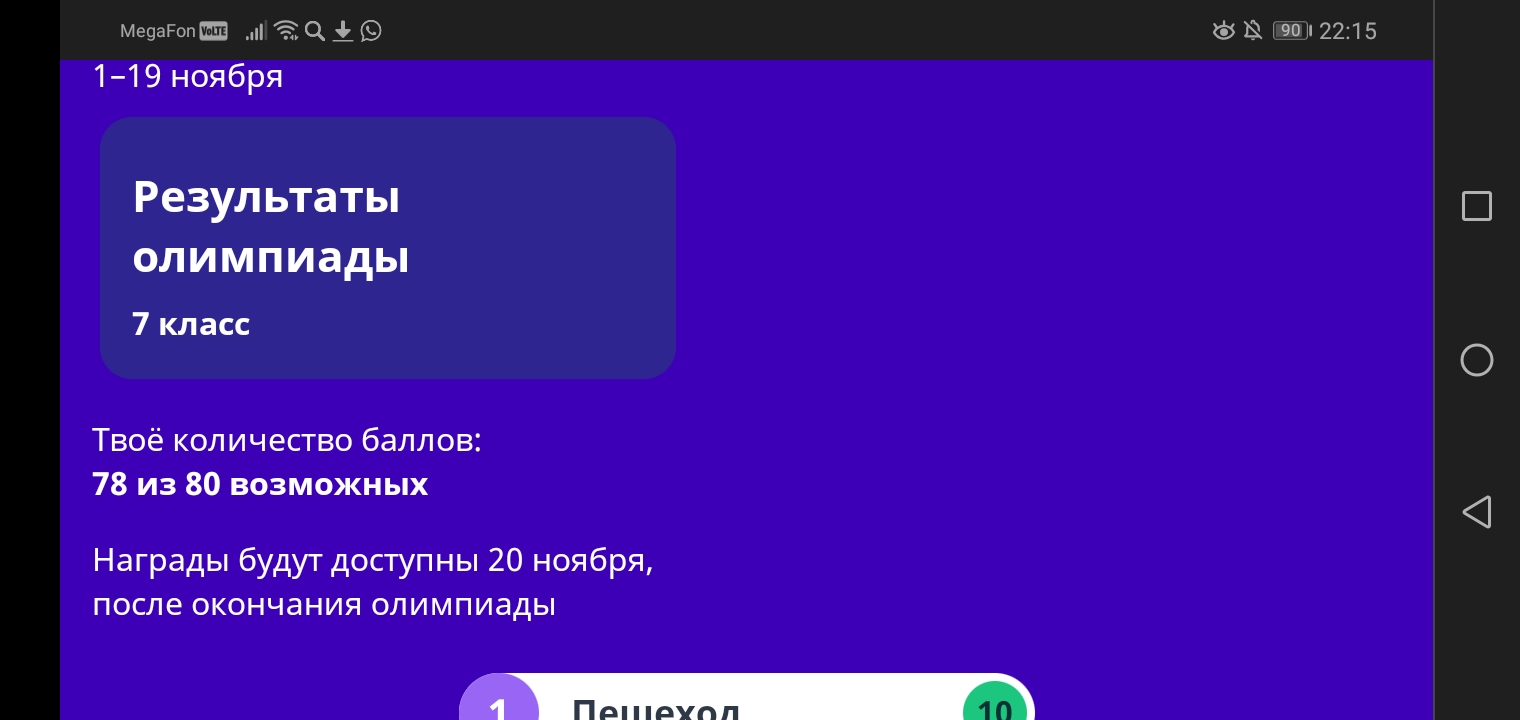 MegaFon VoLTE 90 22:15
1–19 ноября
Результаты
олимпиады
7 класс
Твоё количество баллов:
78 из 80 возможных
Награды будут доступны 20 ноября,
после окончания олимпиады
1 Пешеход 10